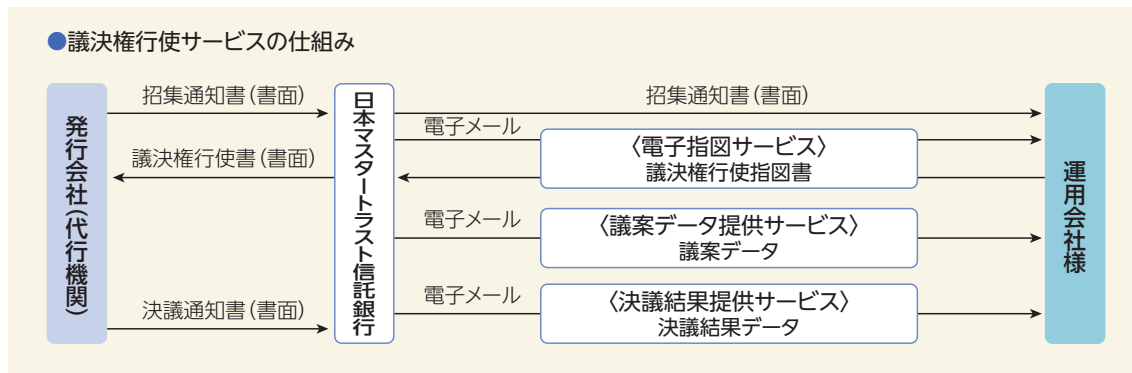 ●議決権行使サービスの仕組み
発行会社(代行機関)
招集通知書(書面)
議決権行使書(書面)
決議通知書(書面)
日本マスタートラスト信託銀行
招集通知書(書面)
電子メール
〈電子指図サービス〉
議決権行使指図書
電子メール
〈議案データ提供サービス〉
議案データ
電子メール
〈決議結果提供サービス〉
決議結果データ
運用会社様